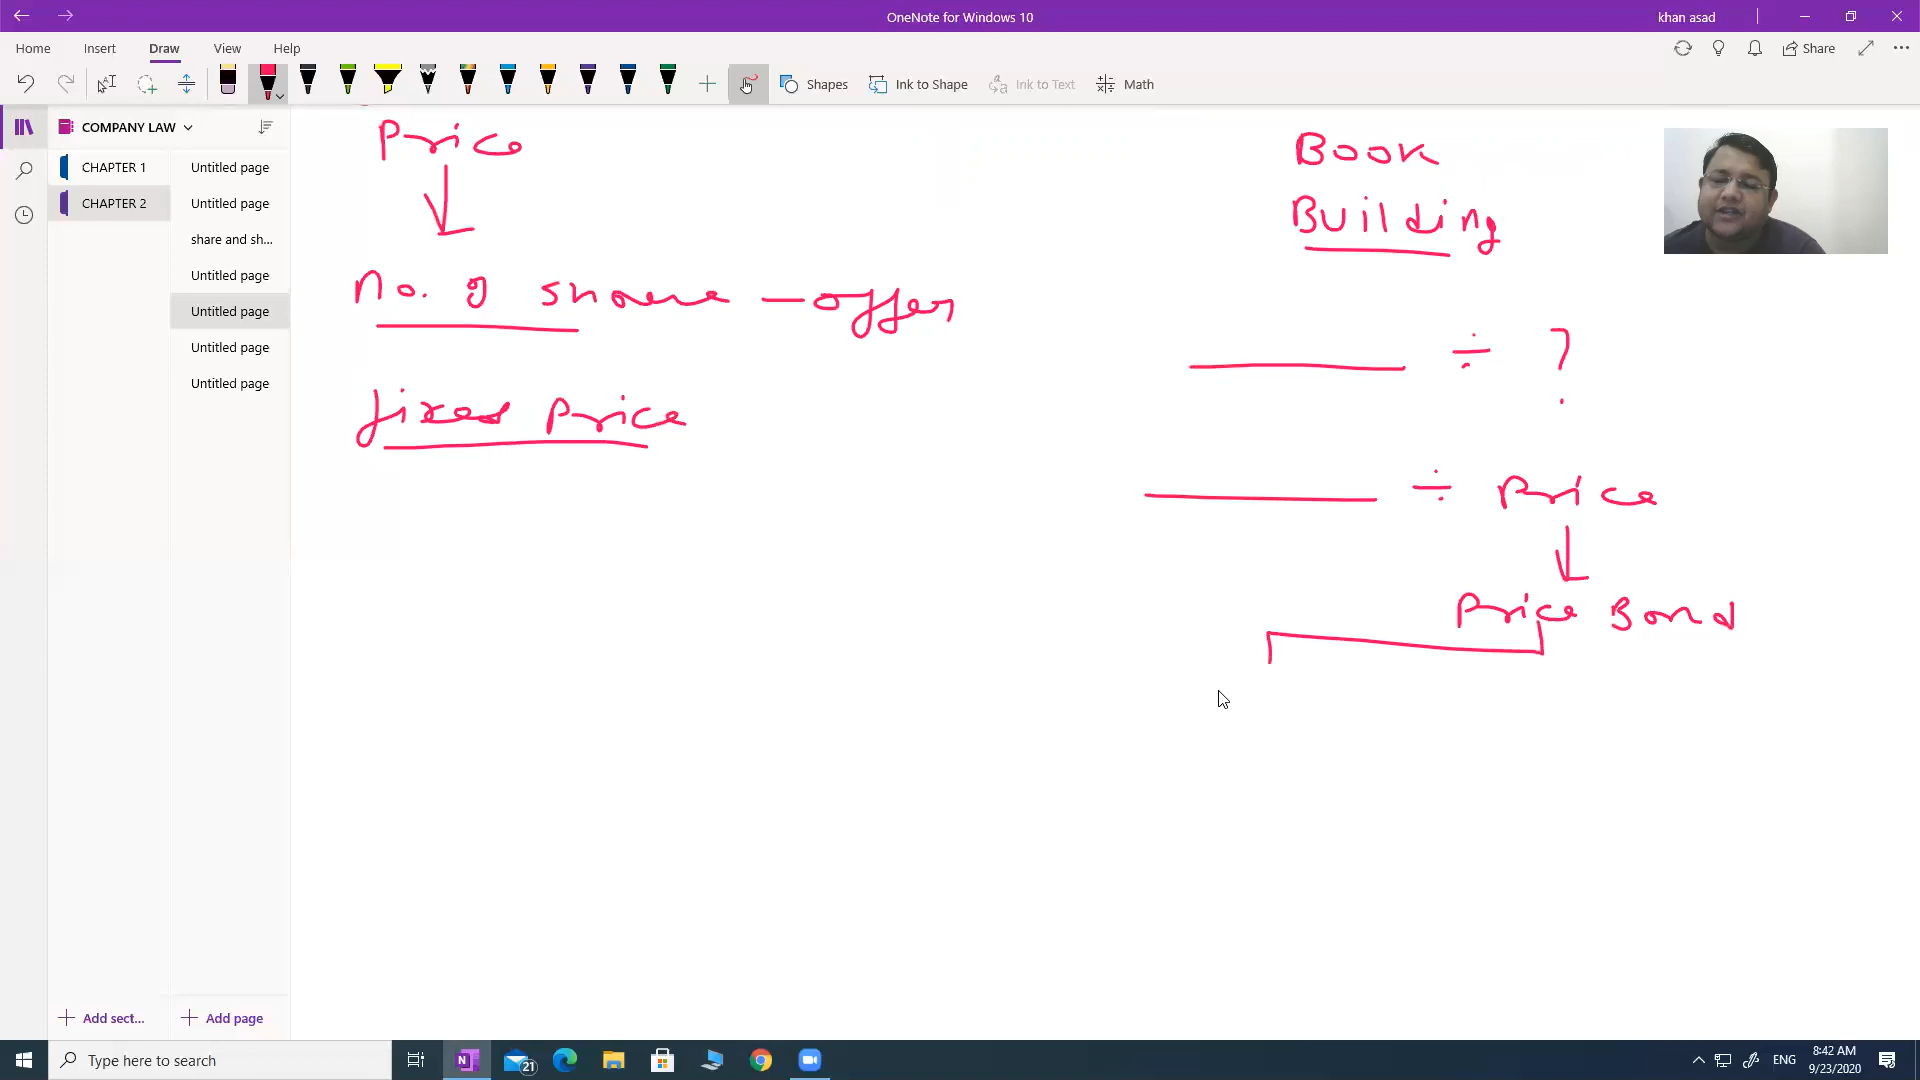 OneNote for Windows 10
khan asad
Home Insert Draw View Help
Share
Shapes Ink to Shape Ink to Text Math
COMPANY LAW
CHAPTER 1
CHAPTER 2
Untitled page
Untitled page
share and sh...
Untitled page
Untitled page
Untitled page
Untitled page
Add sect...
Add page
Price
No. of share — offer
fixed Price
Book
Building
÷ ?
÷ Price
Price Bond
Type here to search
21
ENG
8:42 AM
9/23/2020